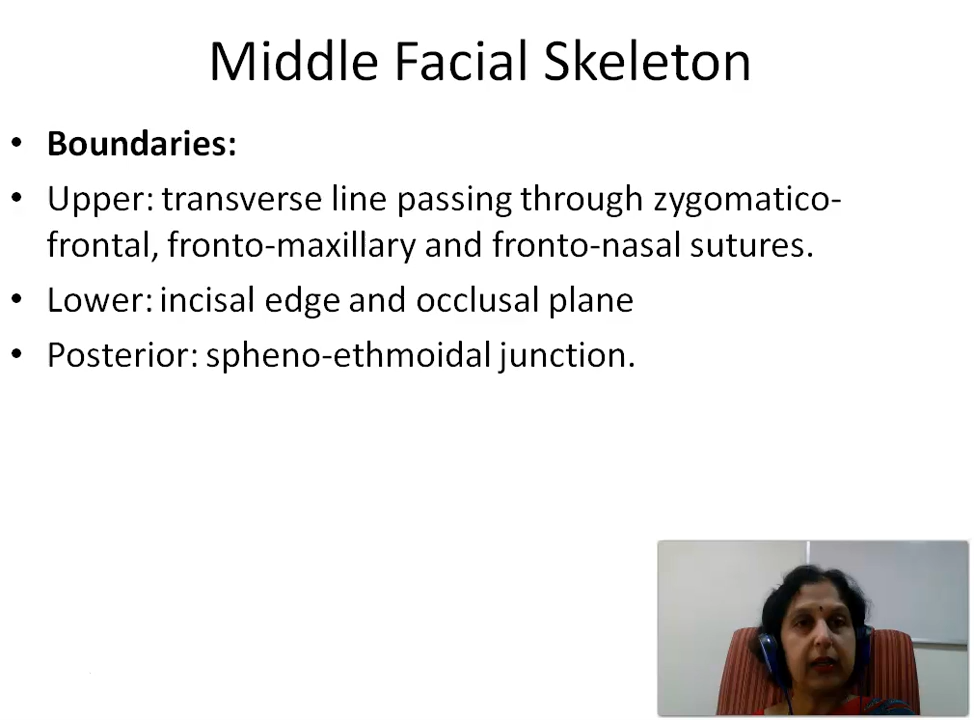 Middle Facial Skeleton
• Boundaries:
• Upper: transverse line passing through zygomatico-
frontal, fronto-maxillary and fronto-nasal sutures.
• Lower: incisal edge and occlusal plane
• Posterior: spheno-ethmoidal junction.